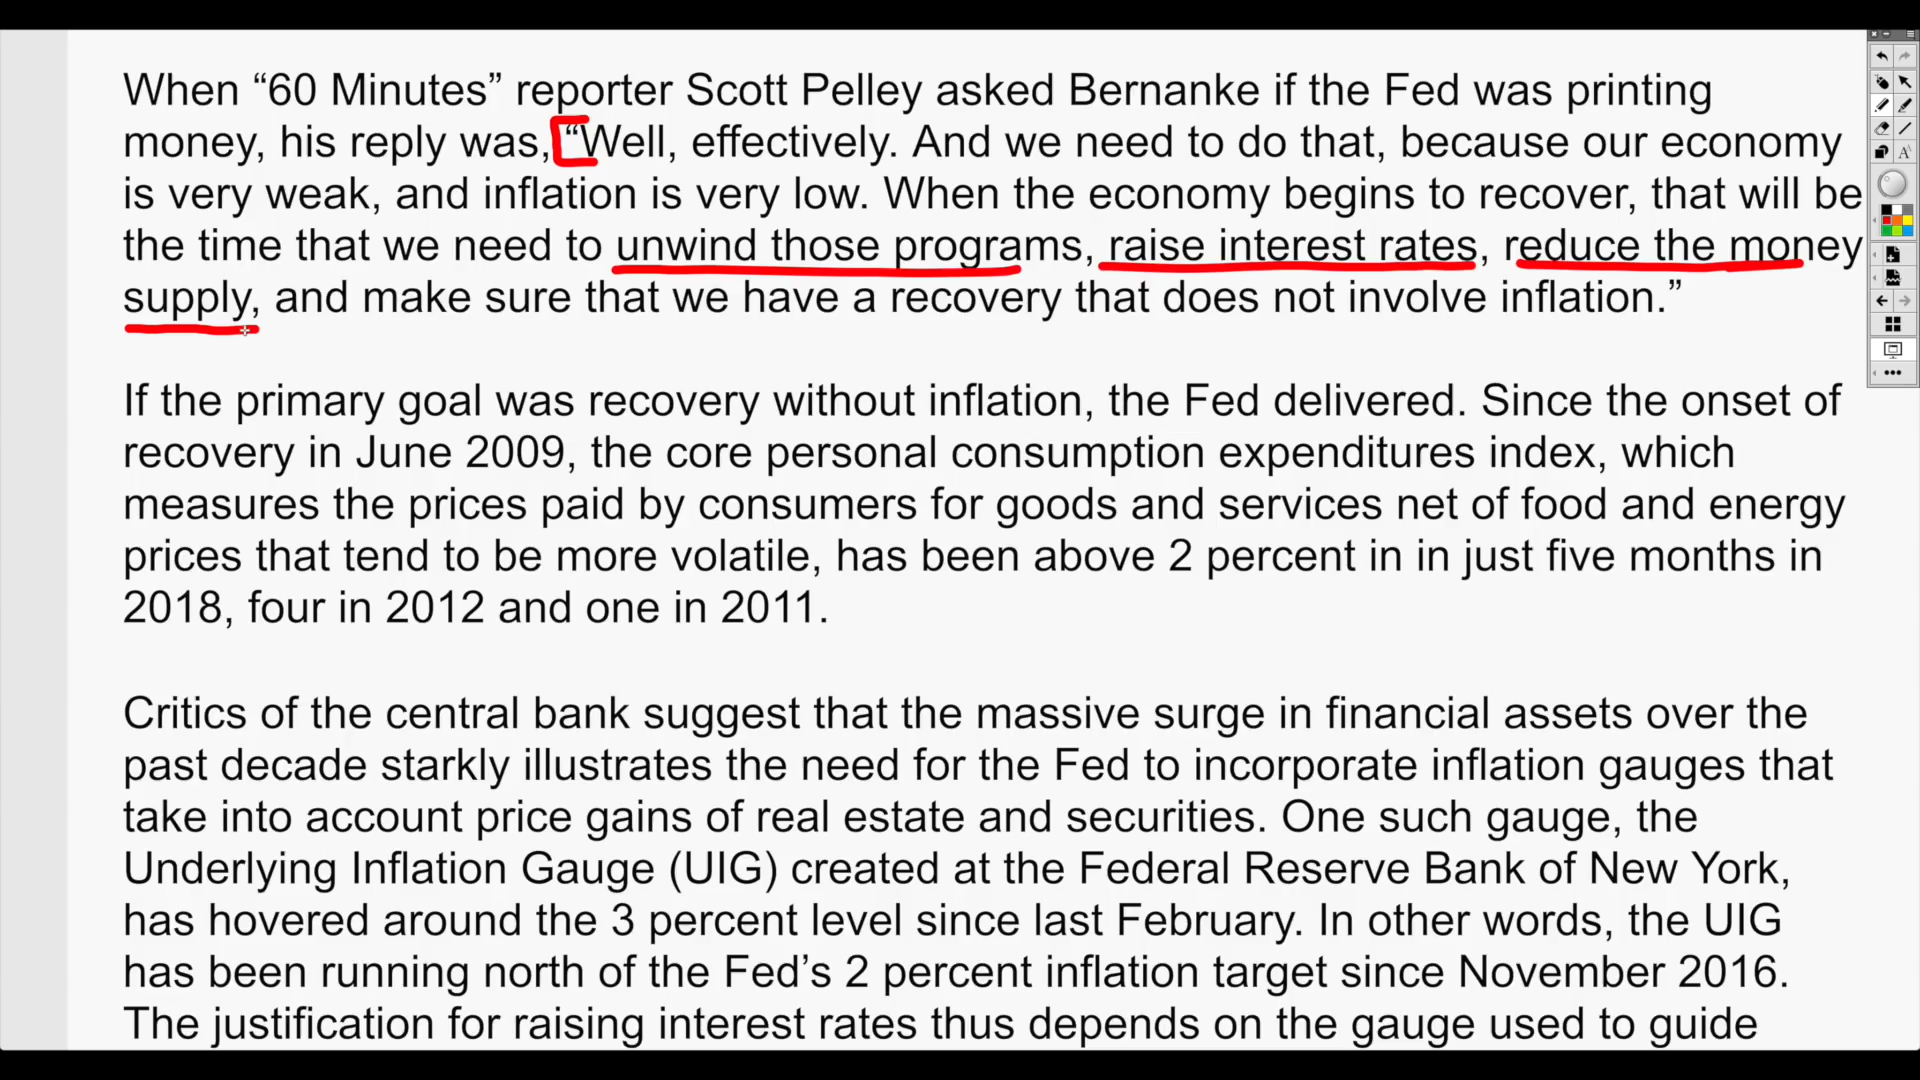 When “60 Minutes” reporter Scott Pelley asked Bernanke if the Fed was printing
money, his reply was, “Well, effectively. And we need to do that, because our economy
is very weak, and inflation is very low. When the economy begins to recover, that will be
the time that we need to unwind those programs, raise interest rates, reduce the money
supply, and make sure that we have a recovery that does not involve inflation.”
If the primary goal was recovery without inflation, the Fed delivered. Since the onset of
recovery in June 2009, the core personal consumption expenditures index, which
measures the prices paid by consumers for goods and services net of food and energy
prices that tend to be more volatile, has been above 2 percent in in just five months in
2018, four in 2012 and one in 2011.
Critics of the central bank suggest that the massive surge in financial assets over the
past decade starkly illustrates the need for the Fed to incorporate inflation gauges that
take into account price gains of real estate and securities. One such gauge, the
Underlying Inflation Gauge (UIG) created at the Federal Reserve Bank of New York,
has hovered around the 3 percent level since last February. In other words, the UIG
has been running north of the Fed’s 2 percent inflation target since November 2016.
The justification for raising interest rates thus depends on the gauge used to guide